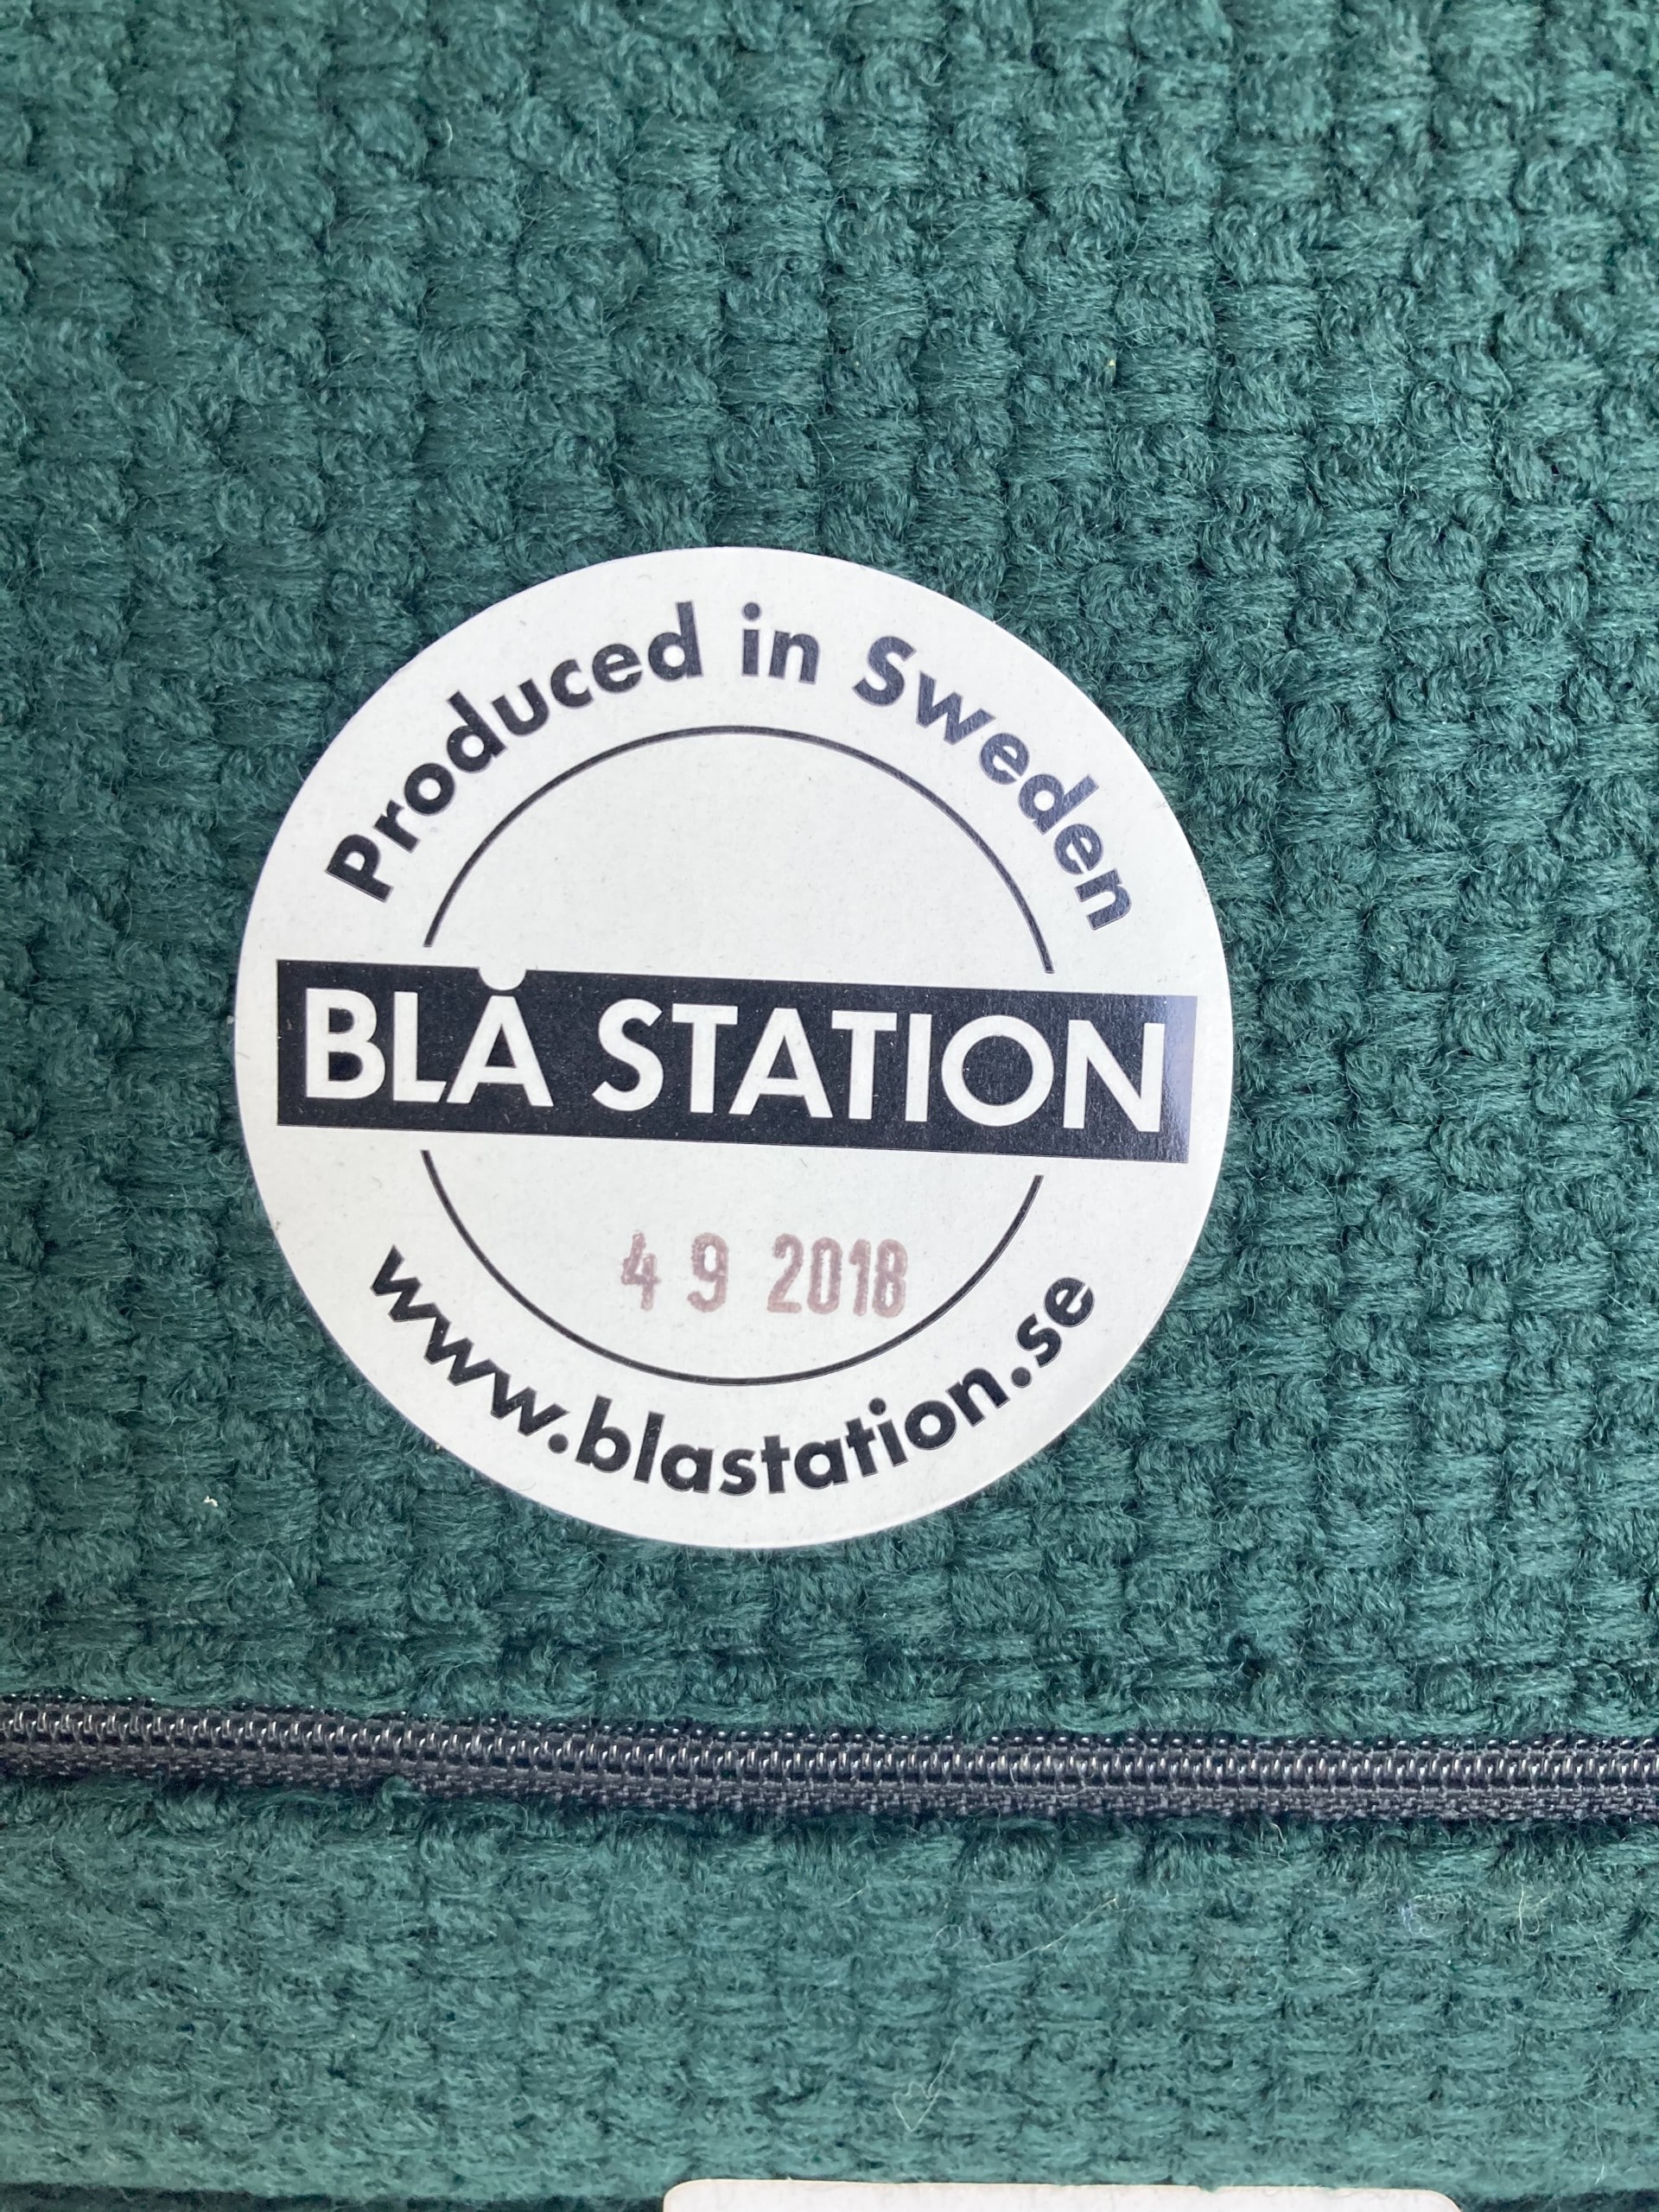 Produced in Sweden
BLÅ STATION
4 9 2018
www.blastation.se